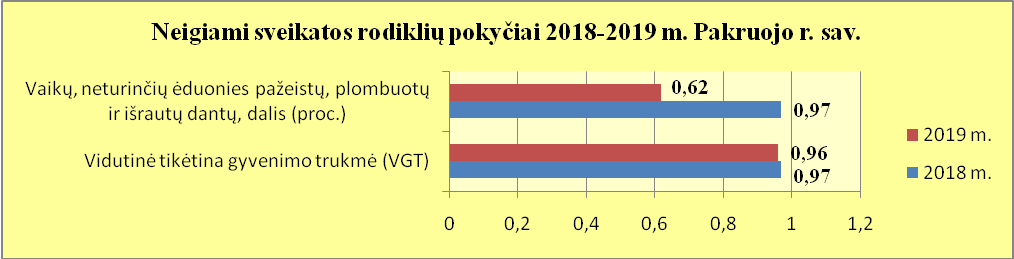 Neigiami sveikatos rodiklių pokyčiai 2018-2019 m. Pakruojo r. sav.
Vaikų, neturinčių ėduonies pažeistų, plombuotų
ir išrautų dantų, dalis (proc.)
0,62
0,97
Vidutinė tikėtina gyvenimo trukmė (VGT)
0,96
0,97
2019 m.
2018 m.
0 0,2 0,4 0,6 0,8 1 1,2